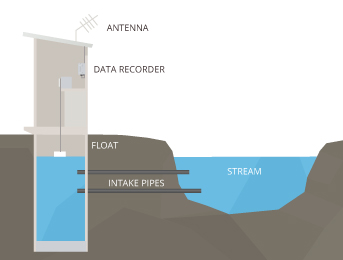 ANTENNA
DATA RECORDER
FLOAT
STREAM
INTAKE PIPES